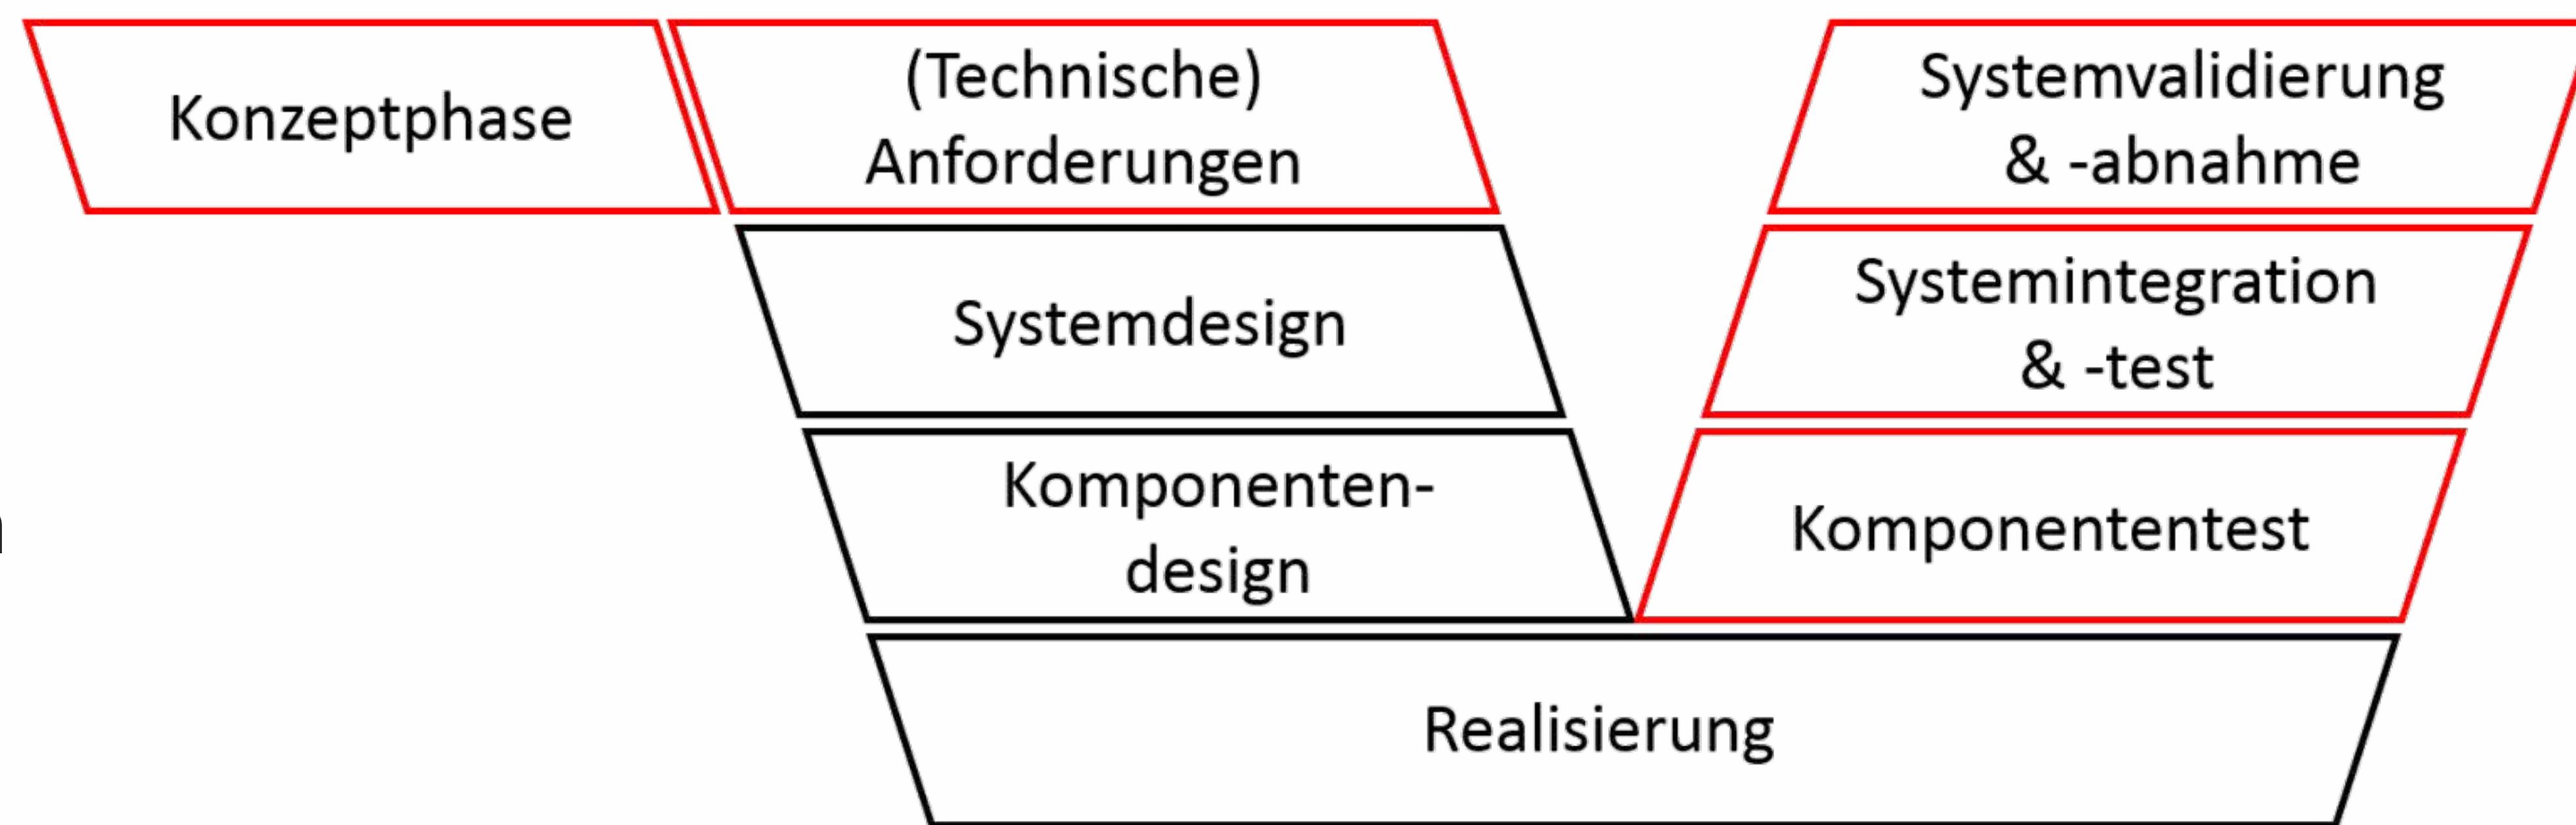 Konzeptphase
(Technische)
Anforderungen
Systemvalidierung
& -abnahme
Systemdesign
Systemintegration
& -test
Komponenten-
design
Komponententest
Realisierung